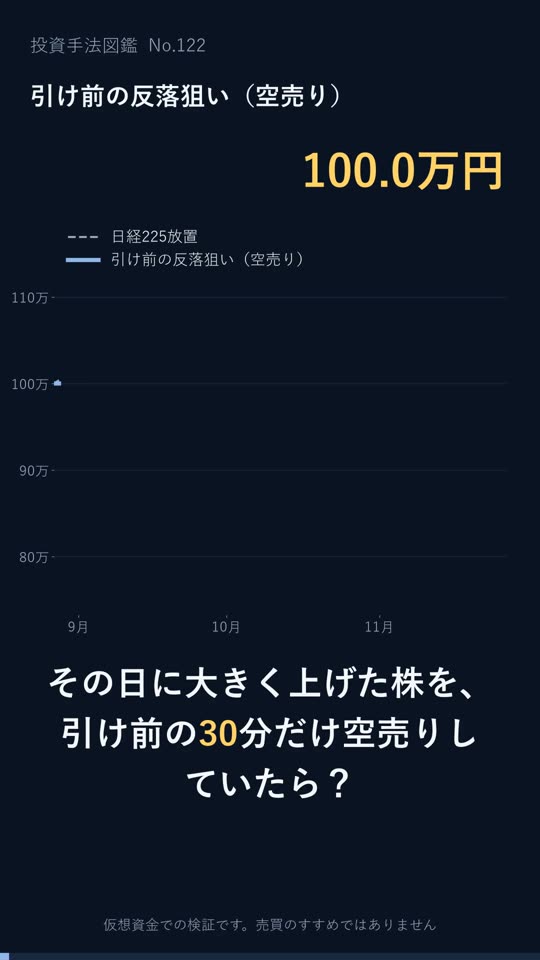 投資手法図鑑 No.122
引け前の反落狙い（空売り）
100.0万円
日経225放置
引け前の反落狙い（空売り）
110万
100万
90万
80万
9月 10月 11月
その日に大きく上げた株を、
引け前の30分だけ空売りし
ていたら？
仮想資金での検証です。売買のすすめではありません